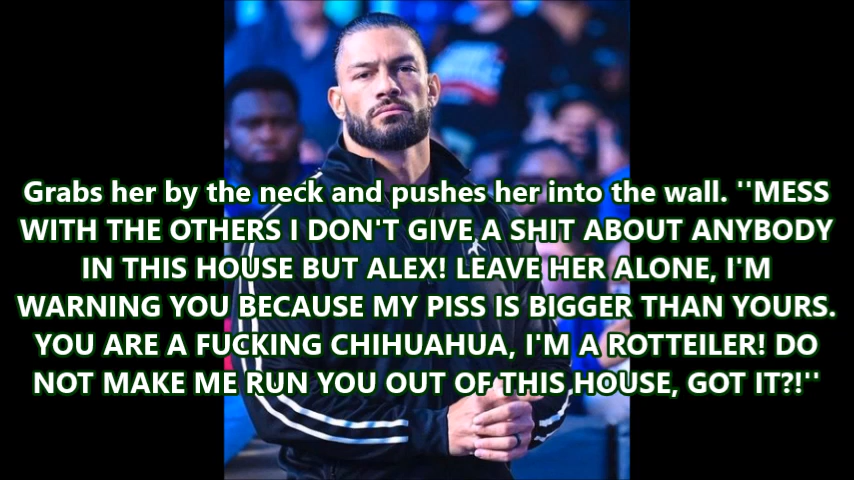 Grabs her by the neck and pushes her into the wall. ''MESS
WITH THE OTHERS I DON'T GIVE A SHIT ABOUT ANYBODY
IN THIS HOUSE BUT ALEX! LEAVE HER ALONE, I'M
WARNING YOU BECAUSE MY PISS IS BIGGER THAN YOURS.
YOU ARE A FUCKING CHIHUAHUA, I'M A ROTTEILER! DO
NOT MAKE ME RUN YOU OUT OF THIS HOUSE, GOT IT?!''